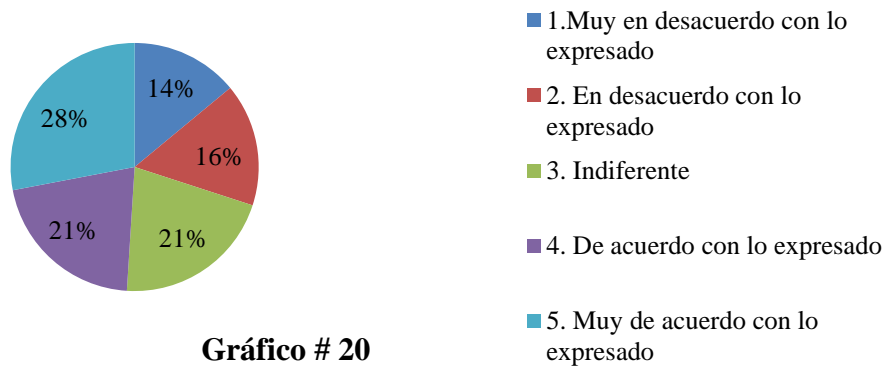 14%
16%
21%
21%
28%
Gráfico # 20
1.Muy en desacuerdo con lo
expresado
2. En desacuerdo con lo
expresado
3. Indiferente
4. De acuerdo con lo expresado
5. Muy de acuerdo con lo
expresado